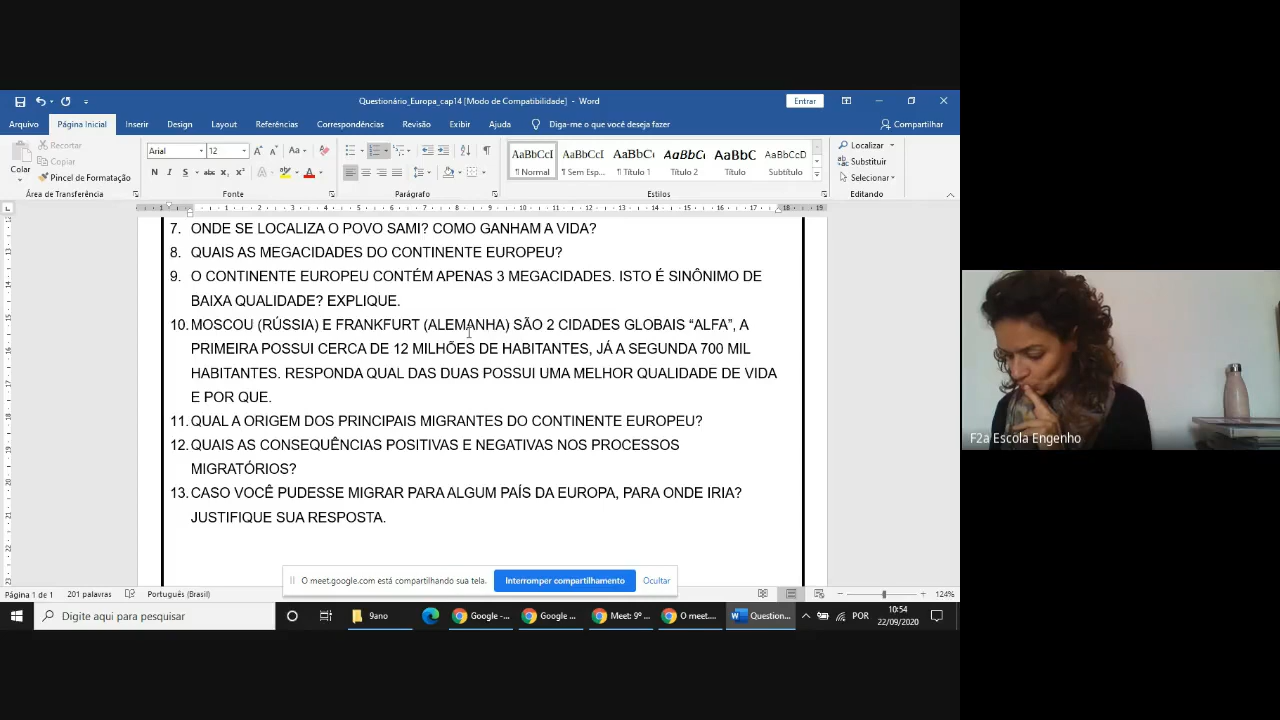 Questionário_Europa_cap14 [Modo de Compatibilidade] - Word
Entrar
Arquivo Página Inicial Inserir Design Layout Referências Correspondências Revisão Exibir Ajuda Diga-me o que você deseja fazer Compartilhar
Colar
Recortar
Copiar
Pincel de Formatação
Área de Transferência
Arial 12
Fonte
Parágrafo
AaBbCcI AaBbCcI AaBbC AaBbC AaBbC AaBbCcD
¶ Normal ¶ Sem Esp... ¶ Título 1 Título 2 Título Subtítulo
Estilos
Localizar
Substituir
Selecionar
Editando
7. ONDE SE LOCALIZA O POVO SAMI? COMO GANHAM A VIDA?
8. QUAIS AS MEGACIDADES DO CONTINENTE EUROPEU?
9. O CONTINENTE EUROPEU CONTÉM APENAS 3 MEGACIDADES. ISTO É SINÔNIMO DE
BAIXA QUALIDADE? EXPLIQUE.
10. MOSCOU (RÚSSIA) E FRANKFURT (ALEMANHA) SÃO 2 CIDADES GLOBAIS “ALFA”, A
PRIMEIRA POSSUI CERCA DE 12 MILHÕES DE HABITANTES, JÁ A SEGUNDA 700 MIL
HABITANTES. RESPONDA QUAL DAS DUAS POSSUI UMA MELHOR QUALIDADE DE VIDA
E POR QUE.
11. QUAL A ORIGEM DOS PRINCIPAIS MIGRANTES DO CONTINENTE EUROPEU?
12. QUAIS AS CONSEQUÊNCIAS POSITIVAS E NEGATIVAS NOS PROCESSOS
MIGRATÓRIOS?
13. CASO VOCÊ PUDESSE MIGRAR PARA ALGUM PAÍS DA EUROPA, PARA ONDE IRIA?
JUSTIFIQUE SUA RESPOSTA.
O meet.google.com está compartilhando sua tela. Interromper compartilhamento Ocultar
Página 1 de 1 201 palavras Português (Brasil) 124%
Digite aqui para pesquisar
9ano Google -... Google ... Meet: 9º ... O meet.... Question...
POR
10:54
22/09/2020
F2a Escola Engenho